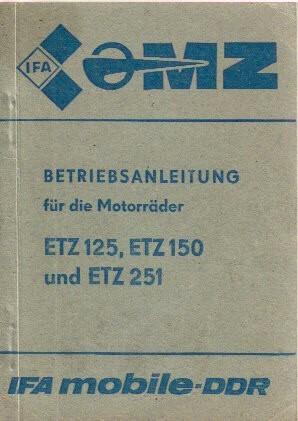 IFA MZ
BETRIEBSANLEITUNG
für die Motorräder
ETZ 125, ETZ 150
und ETZ 251
IFA mobile-DDR